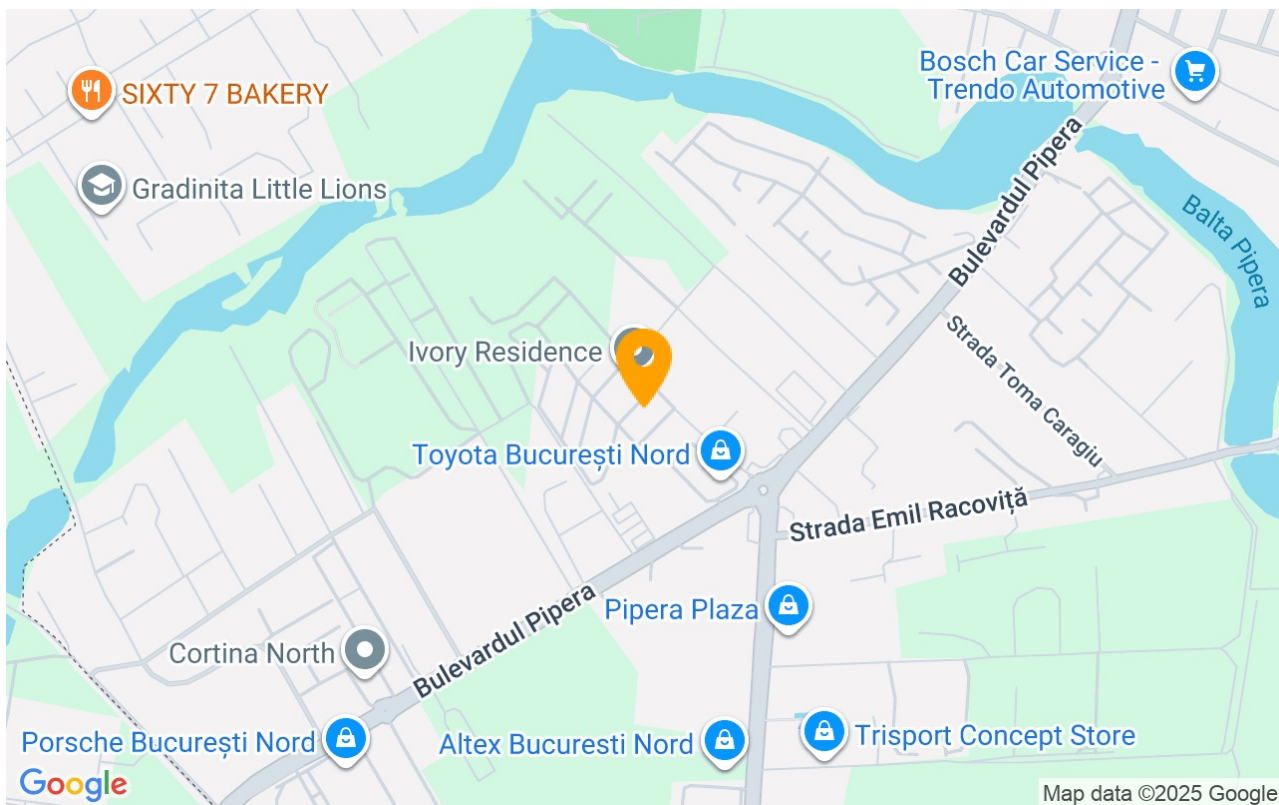 Bosch Car Service -
Trendo Automotive
SIXTY 7 BAKERY
Bulevardul Pipera
Gradinita Little Lions
Balta Pipera
Ivory Residence
Strada Toma Caragiu
Toyota București Nord
Strada Emil Racoviță
Pipera Plaza
Bulevardul Pipera
Cortina North
Porsche București Nord
Altex Bucuresti Nord
Trisport Concept Store
Google
Map data ©2025 Google